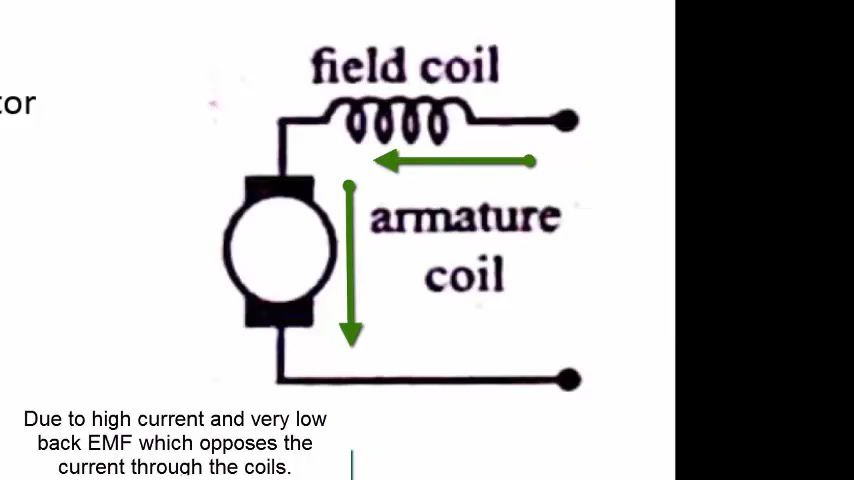 field coil
tor
armature
coil
Due to high current and very low
back EMF which opposes the
current through the coils.